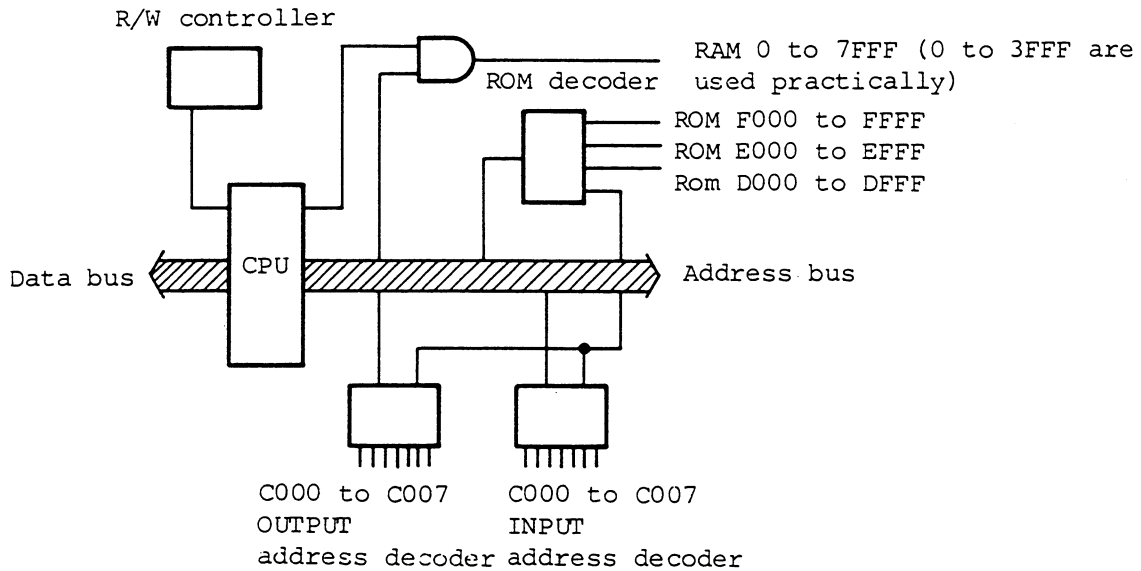 R/W controller
RAM 0 to 7FFF (0 to 3FFF are
used practically)
ROM decoder
ROM F000 to FFFF
ROM E000 to EFFF
Rom D000 to DFFF
CPU
Data bus
Address bus
C000 to C007
OUTPUT
address decoder
C000 to C007
INPUT
address decoder